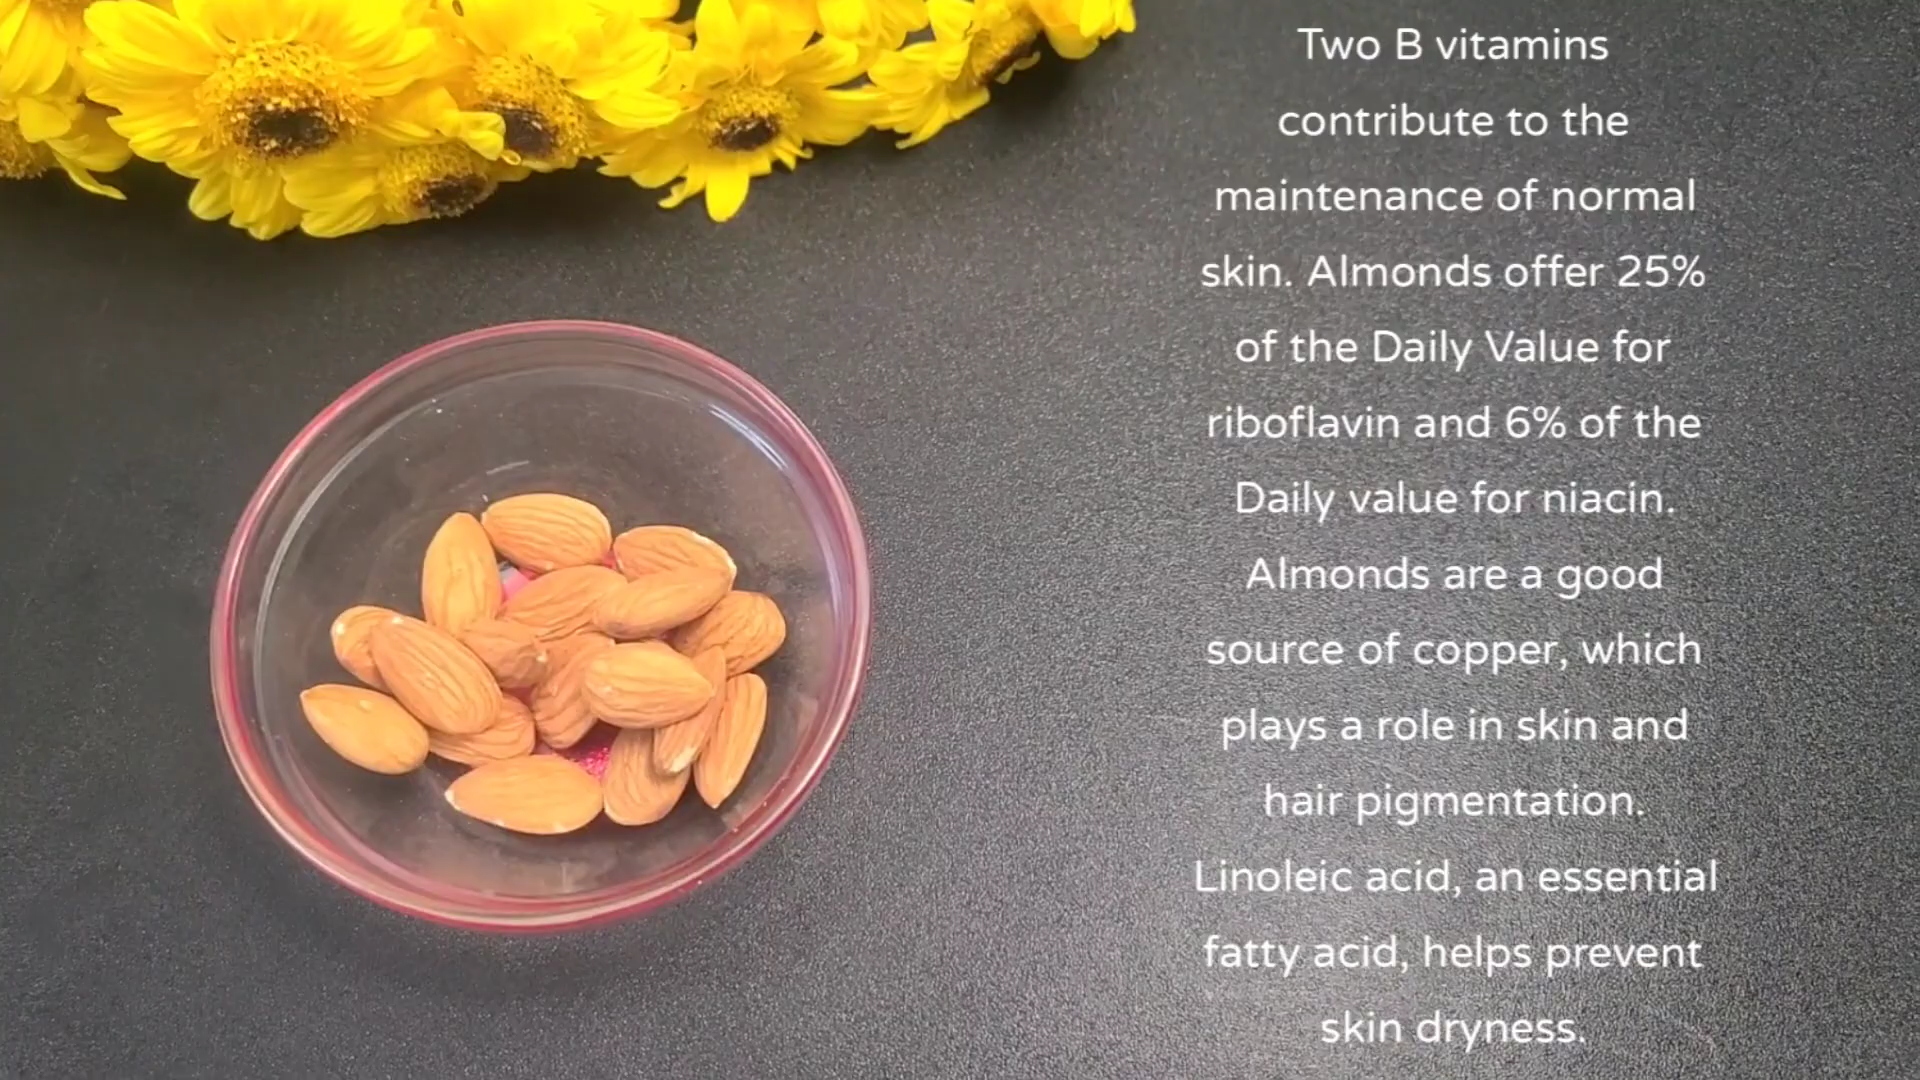 Two B vitamins
contribute to the
maintenance of normal
skin. Almonds offer 25%
of the Daily Value for
riboflavin and 6% of the
Daily value for niacin.
Almonds are a good
source of copper, which
plays a role in skin and
hair pigmentation.
Linoleic acid, an essential
fatty acid, helps prevent
skin dryness.